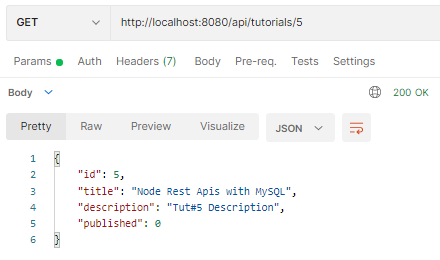 GET http://localhost:8080/api/tutorials/5
Params Auth Headers (7) Body Pre-req. Tests Settings
Body 200 OK
Pretty Raw Preview Visualize JSON
1 {
2 "id": 5,
3 "title": "Node Rest Apis with MySQL",
4 "description": "Tut#5 Description",
5 "published": 0
6 }